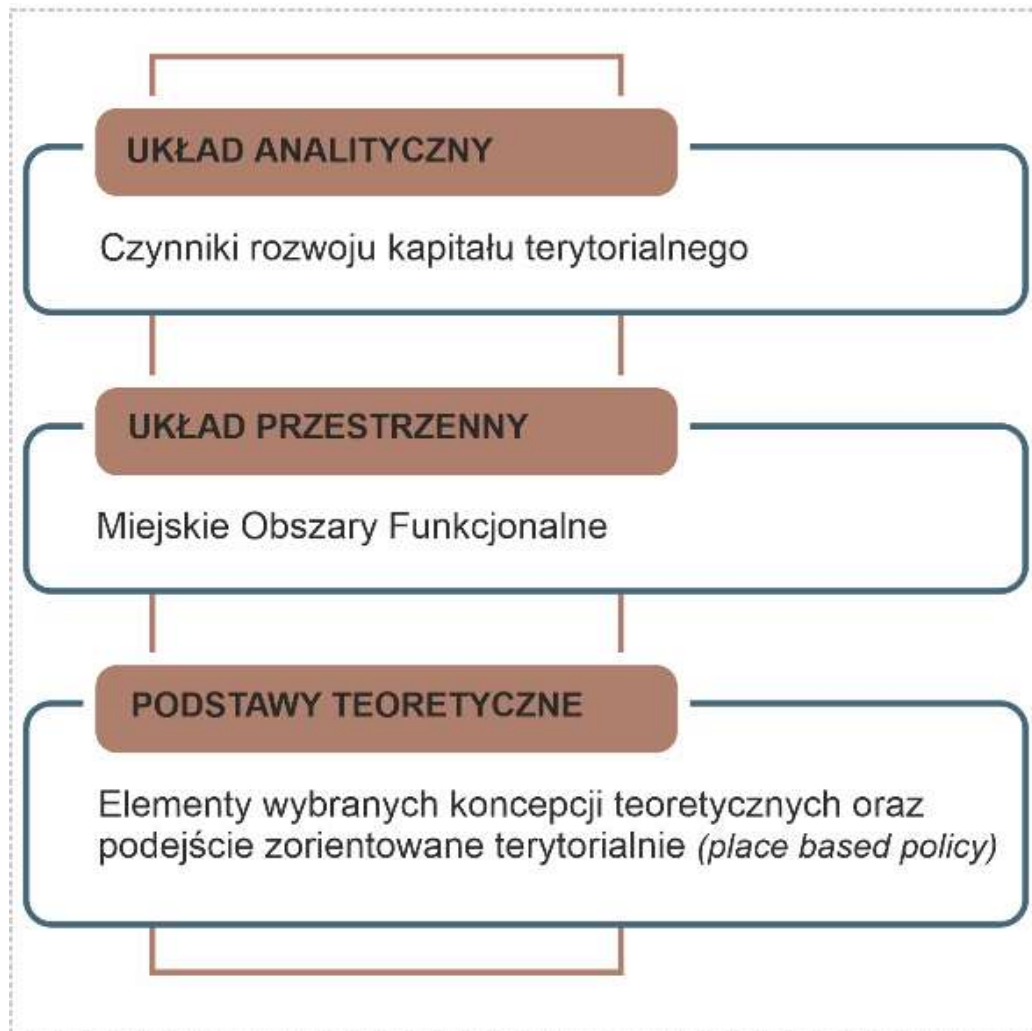 UKŁAD ANALITYCZNY
Czynniki rozwoju kapitału terytorialnego
UKŁAD PRZESTRZENNY
Miejskie Obszary Funkcjonalne
PODSTAWY TEORETYCZNE
Elementy wybranych koncepcji teoretycznych oraz
podejście zorientowane terytorialnie (place based policy)